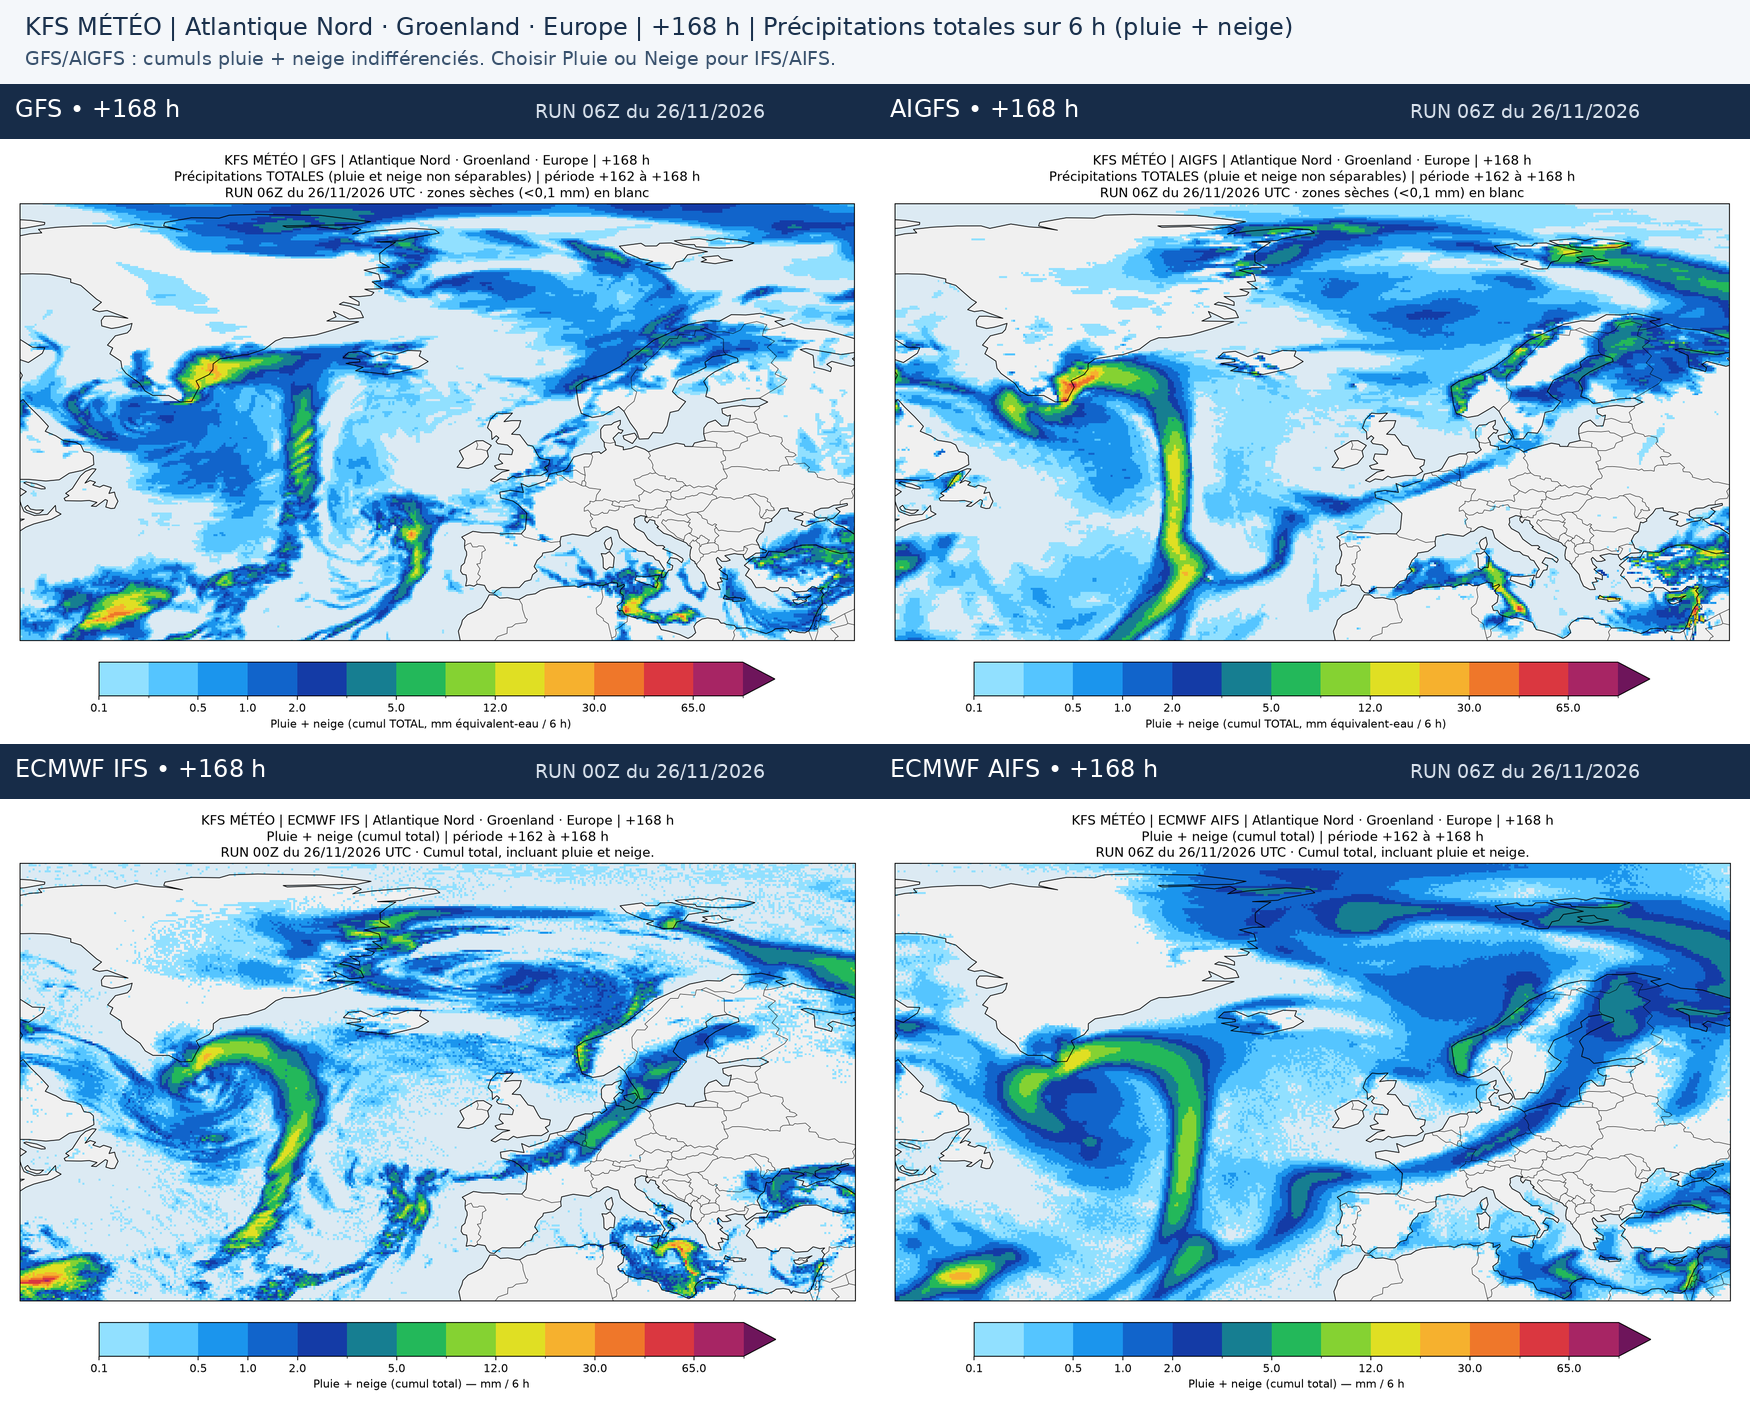 KFS MÉTÉO | Atlantique Nord · Groenland · Europe | +168 h | Précipitations totales sur 6 h (pluie + neige)
GFS/AIGFS : cumuls pluie + neige indifférenciés. Choisir Pluie ou Neige pour IFS/AIFS.
GFS • +168 h
RUN 06Z du 26/11/2026
AIGFS • +168 h
RUN 06Z du 26/11/2026
KFS MÉTÉO | GFS | Atlantique Nord · Groenland · Europe | +168 h
Précipitations TOTALES (pluie et neige non séparables) | période +162 à +168 h
RUN 06Z du 26/11/2026 UTC · zones sèches (<0,1 mm) en blanc
KFS MÉTÉO | AIGFS | Atlantique Nord · Groenland · Europe | +168 h
Précipitations TOTALES (pluie et neige non séparables) | période +162 à +168 h
RUN 06Z du 26/11/2026 UTC · zones sèches (<0,1 mm) en blanc
0.1 0.5 1.0 2.0 5.0 12.0 30.0 65.0
Pluie + neige (cumul TOTAL, mm équivalent-eau / 6 h)
0.1 0.5 1.0 2.0 5.0 12.0 30.0 65.0
Pluie + neige (cumul TOTAL, mm équivalent-eau / 6 h)
ECMWF IFS • +168 h
RUN 00Z du 26/11/2026
ECMWF AIFS • +168 h
RUN 06Z du 26/11/2026
KFS MÉTÉO | ECMWF IFS | Atlantique Nord · Groenland · Europe | +168 h
Pluie + neige (cumul total) | période +162 à +168 h
RUN 00Z du 26/11/2026 UTC · Cumul total, incluant pluie et neige.
KFS MÉTÉO | ECMWF AIFS | Atlantique Nord · Groenland · Europe | +168 h
Pluie + neige (cumul total) | période +162 à +168 h
RUN 06Z du 26/11/2026 UTC · Cumul total, incluant pluie et neige.
0.1 0.5 1.0 2.0 5.0 12.0 30.0 65.0
Pluie + neige (cumul total) — mm / 6 h
0.1 0.5 1.0 2.0 5.0 12.0 30.0 65.0
Pluie + neige (cumul total) — mm / 6 h